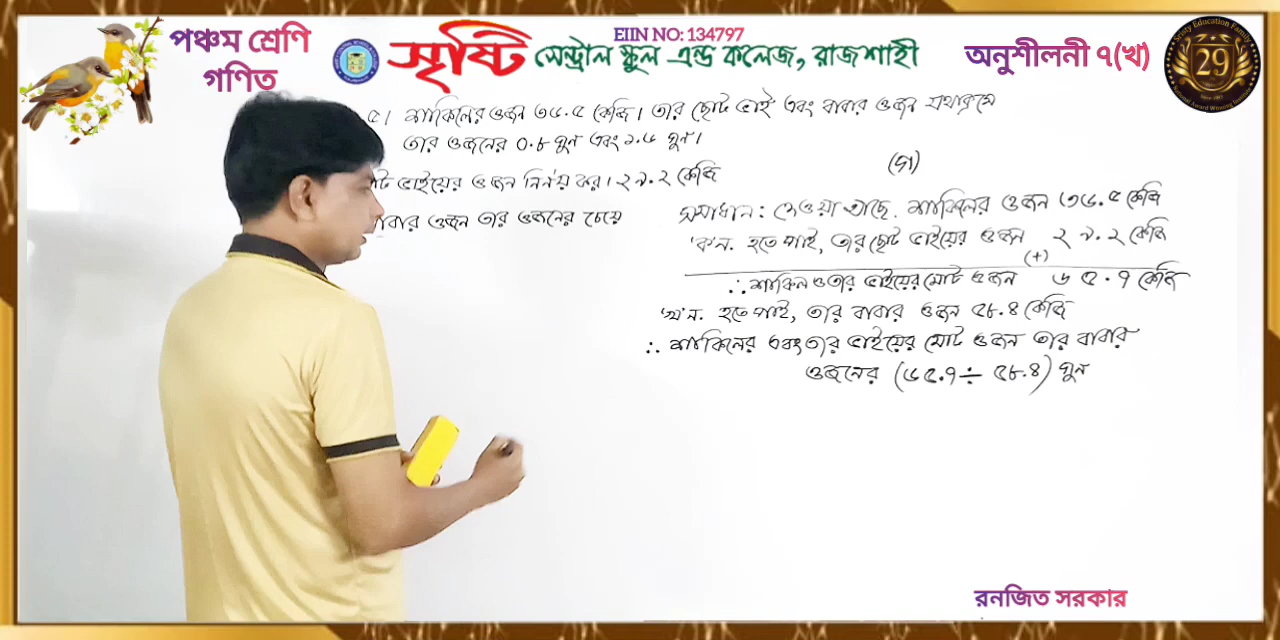 পঞ্চম শ্রেণি
গণিত
EIIN NO: 134797
সৃষ্টি সেন্ট্রাল স্কুল এন্ড কলেজ, রাজশাহী
অনুশীলনী ৭(খ)
29
৫। শাকিলের ওজন ৩৬.৫ কেজি। তার ছোট ভাই এবং বাবার ওজন যথাক্রমে
তার ওজনের ০.৮ গুন এবং ১.৬ গুন।
ভাইয়ের ওজন নির্ণয় কর। ২৯.২ কেজি
বাবার ওজন তার ওজনের চেয়ে
(গ)
সমাধান: দেওয়া আছে, শাকিলের ওজন ৩৬.৫ কেজি
'ক' নং হতে পাই, তার ছোট ভাইয়ের ওজন ২৯.২ কেজি
(+)
∴ শাকিল ও তার ভাইয়ের মোট ওজন ৬৫.৭ কেজি
'খ' নং হতে পাই, তার বাবার ওজন ৫৮.৪ কেজি
∴ শাকিলের এবং তার ভাইয়ের মোট ওজন তার বাবার
ওজনের (৬৫.৭ ÷ ৫৮.৪) গুন
রনজিত সরকার